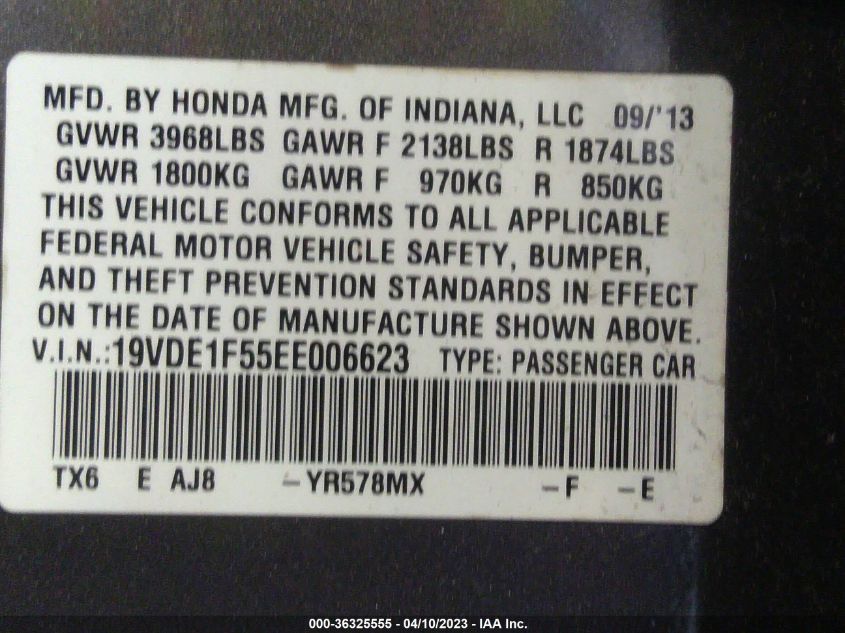 MFD. BY HONDA MFG. OF INDIANA, LLC 09/'13
GVWR 3968LBS GAWR F 2138LBS R 1874LBS
GVWR 1800KG GAWR F 970KG R 850KG
THIS VEHICLE CONFORMS TO ALL APPLICABLE
FEDERAL MOTOR VEHICLE SAFETY, BUMPER,
AND THEFT PREVENTION STANDARDS IN EFFECT
ON THE DATE OF MANUFACTURE SHOWN ABOVE.
V.I.N.:19VDE1F55EE006623 TYPE: PASSENGER CAR
TX6 E AJ8 –YR578MX –F –E
000-36325555 - 04/10/2023 - IAA Inc.